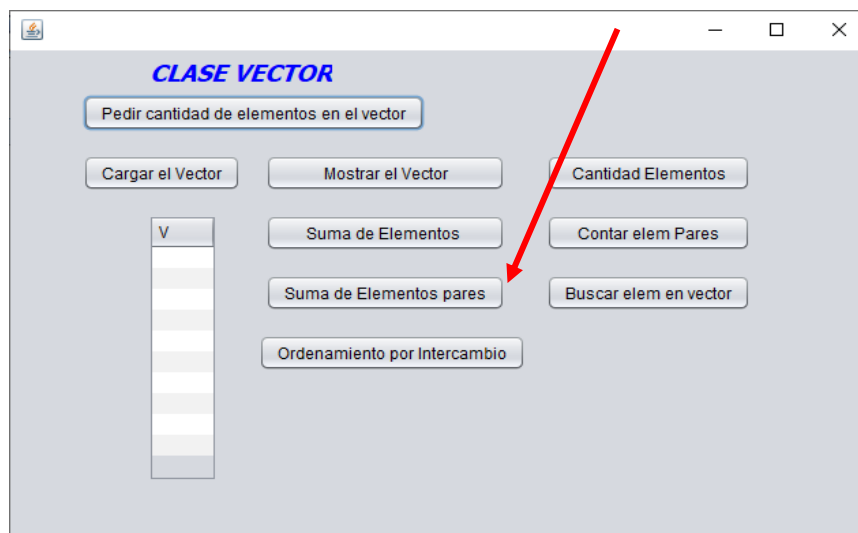 CLASE VECTOR
Pedir cantidad de elementos en el vector
Cargar el Vector
Mostrar el Vector
Cantidad Elementos
V
Suma de Elementos
Contar elem Pares
Suma de Elementos pares
Buscar elem en vector
Ordenamiento por Intercambio